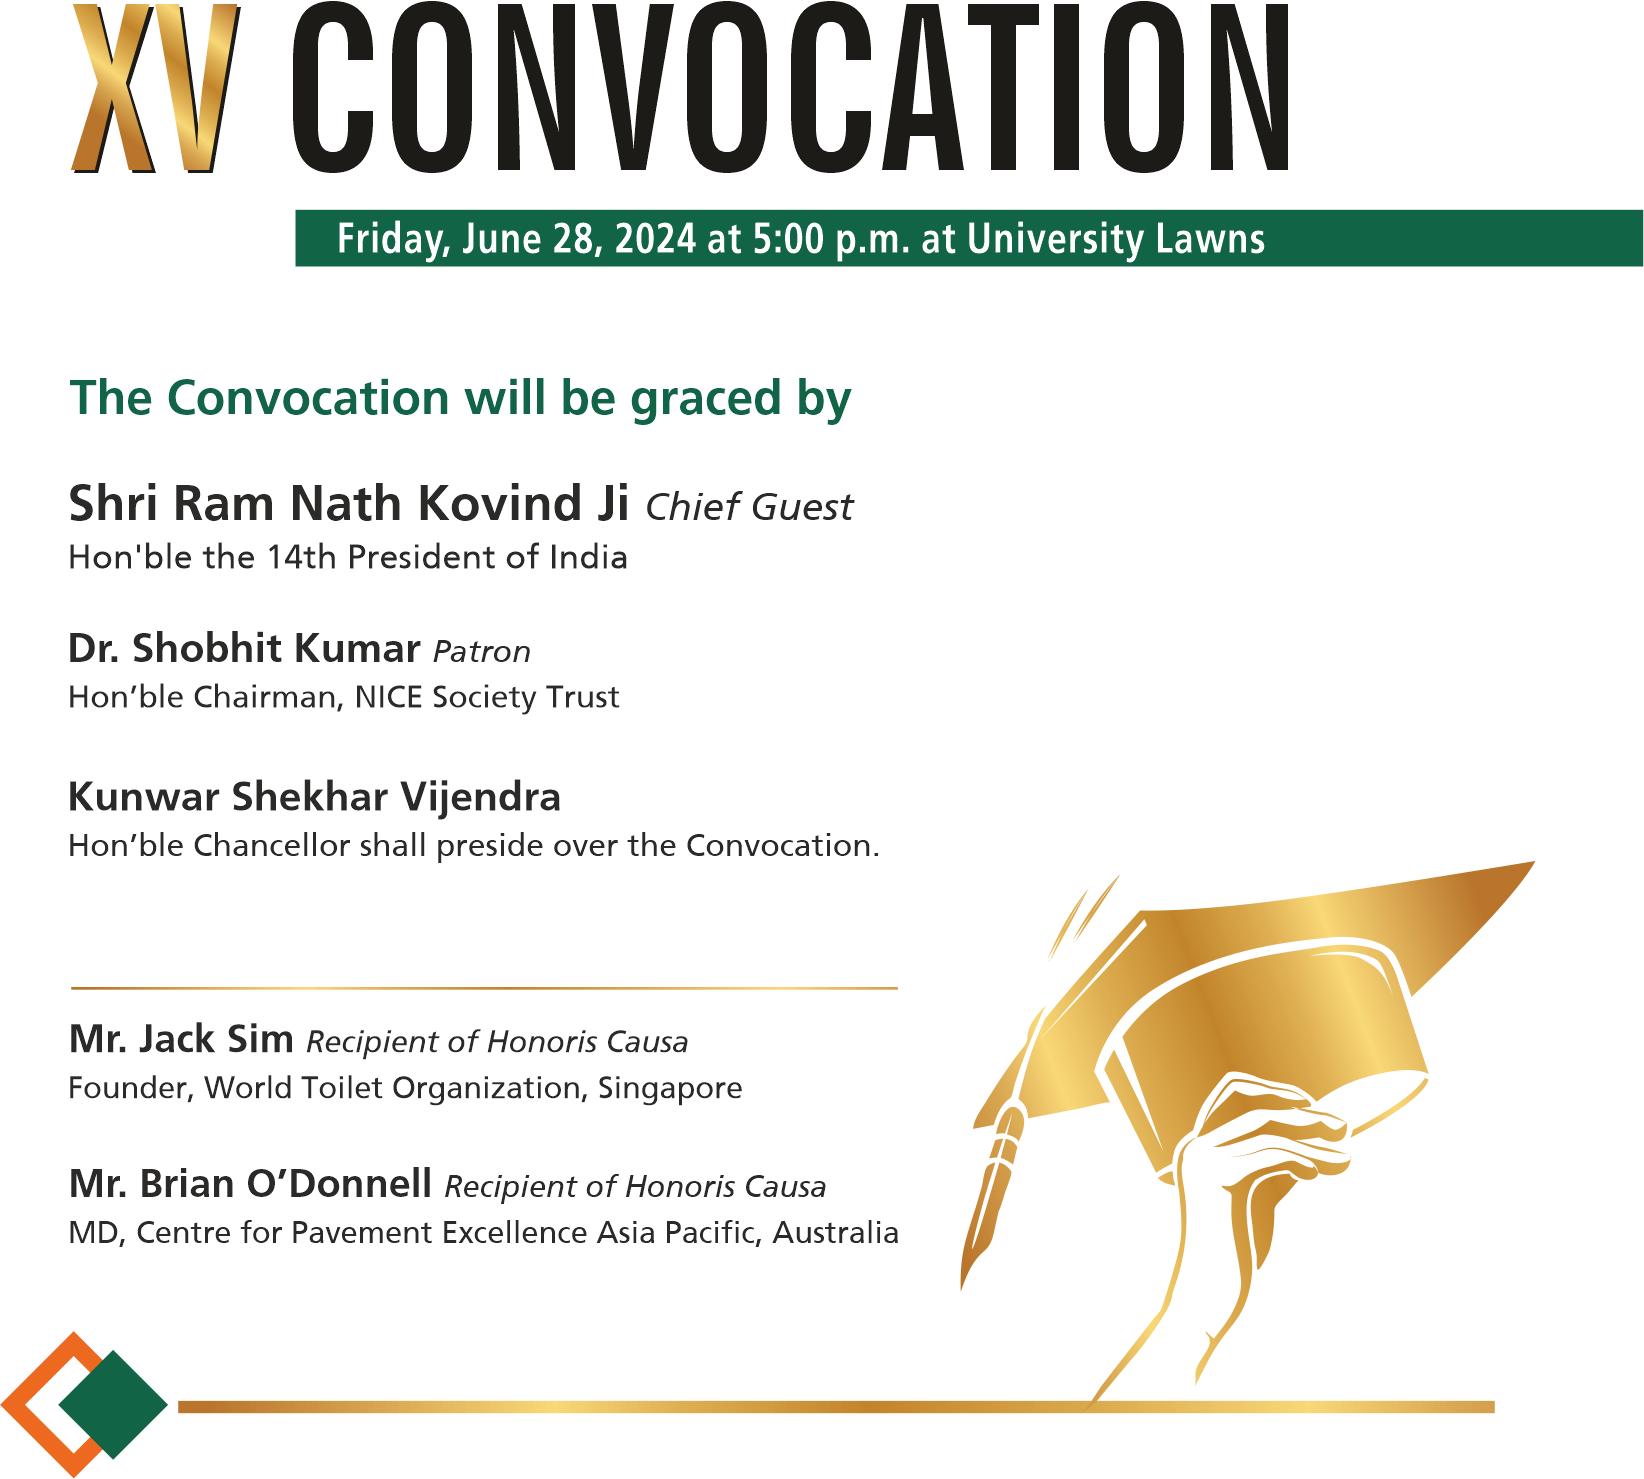 XV CONVOCATION
Friday, June 28, 2024 at 5:00 p.m. at University Lawns
The Convocation will be graced by
Shri Ram Nath Kovind Ji Chief Guest
Hon'ble the 14th President of India
Dr. Shobhit Kumar Patron
Hon’ble Chairman, NICE Society Trust
Kunwar Shekhar Vijendra
Hon’ble Chancellor shall preside over the Convocation.
Mr. Jack Sim Recipient of Honoris Causa
Founder, World Toilet Organization, Singapore
Mr. Brian O’Donnell Recipient of Honoris Causa
MD, Centre for Pavement Excellence Asia Pacific, Australia